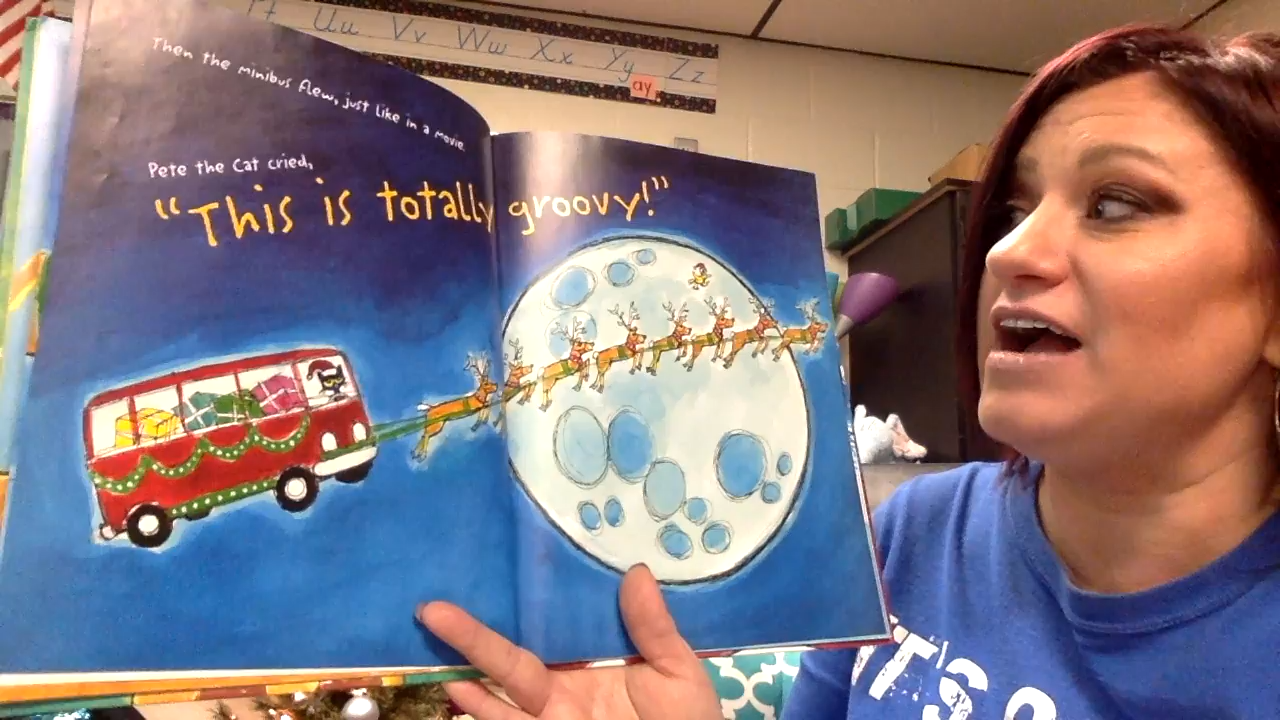 Uu Vv Ww Xx Yy Zz
ay
Then the minibus flew, just like in a movie.
Pete the Cat cried,
"This is totally groovy!"
IT'S